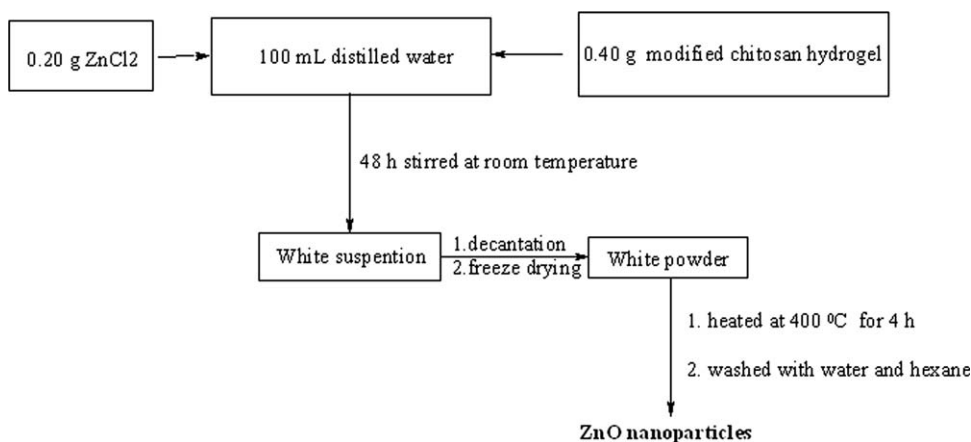 0.20 g ZnCl2
100 mL distilled water
0.40 g modified chitosan hydrogel
48 h stirred at room temperature
White suspention
1.decantation
2.freeze drying
White powder
1. heated at 400 ⁰C for 4 h
2. washed with water and hexane
ZnO nanoparticles